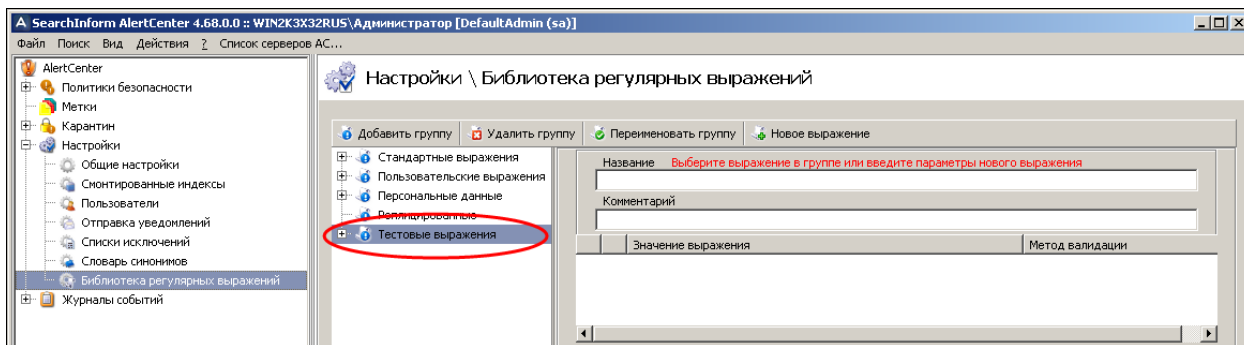 SearchInform AlertCenter 4.68.0.0 :: WIN2K3X32RUS\Администратор [DefaultAdmin (sa)]
Файл Поиск Вид Действия ? Список серверов АС...
AlertCenter
Политики безопасности
Метки
Карантин
Настройки
Общие настройки
Смонтированные индексы
Пользователи
Отправка уведомлений
Списки исключений
Словарь синонимов
Библиотека регулярных выражений
Журналы событий
Настройки \ Библиотека регулярных выражений
Добавить группу Удалить группу Переименовать группу Новое выражение
Стандартные выражения
Пользовательские выражения
Персональные данные
Реплицированные
Тестовые выражения
Название Выберите выражение в группе или введите параметры нового выражения
Комментарий
Значение выражения Метод валидации